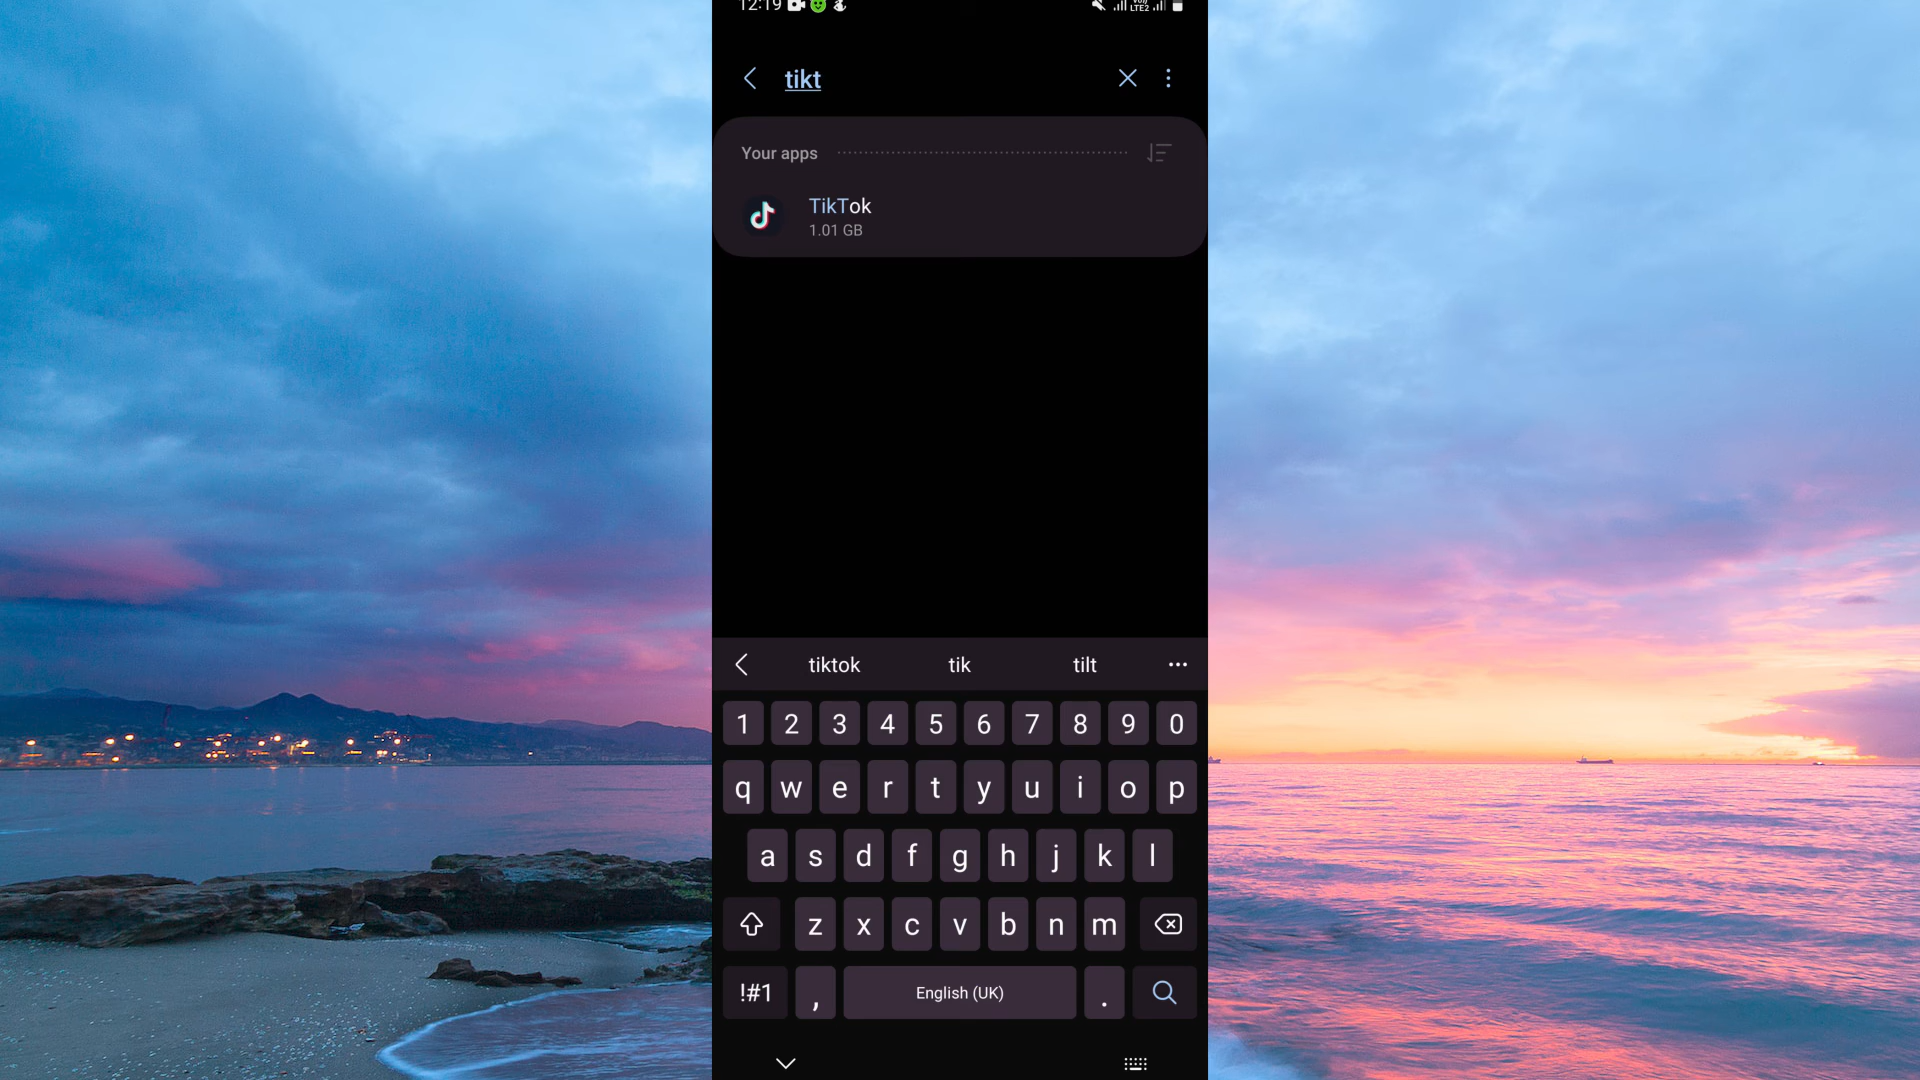 12:19
LTE2
tikt
Your apps
TikTok
1.01 GB
tiktok tik tilt
1 2 3 4 5 6 7 8 9 0
q w e r t y u i o p
a s d f g h j k l
z x c v b n m
!#1 , English (UK) .